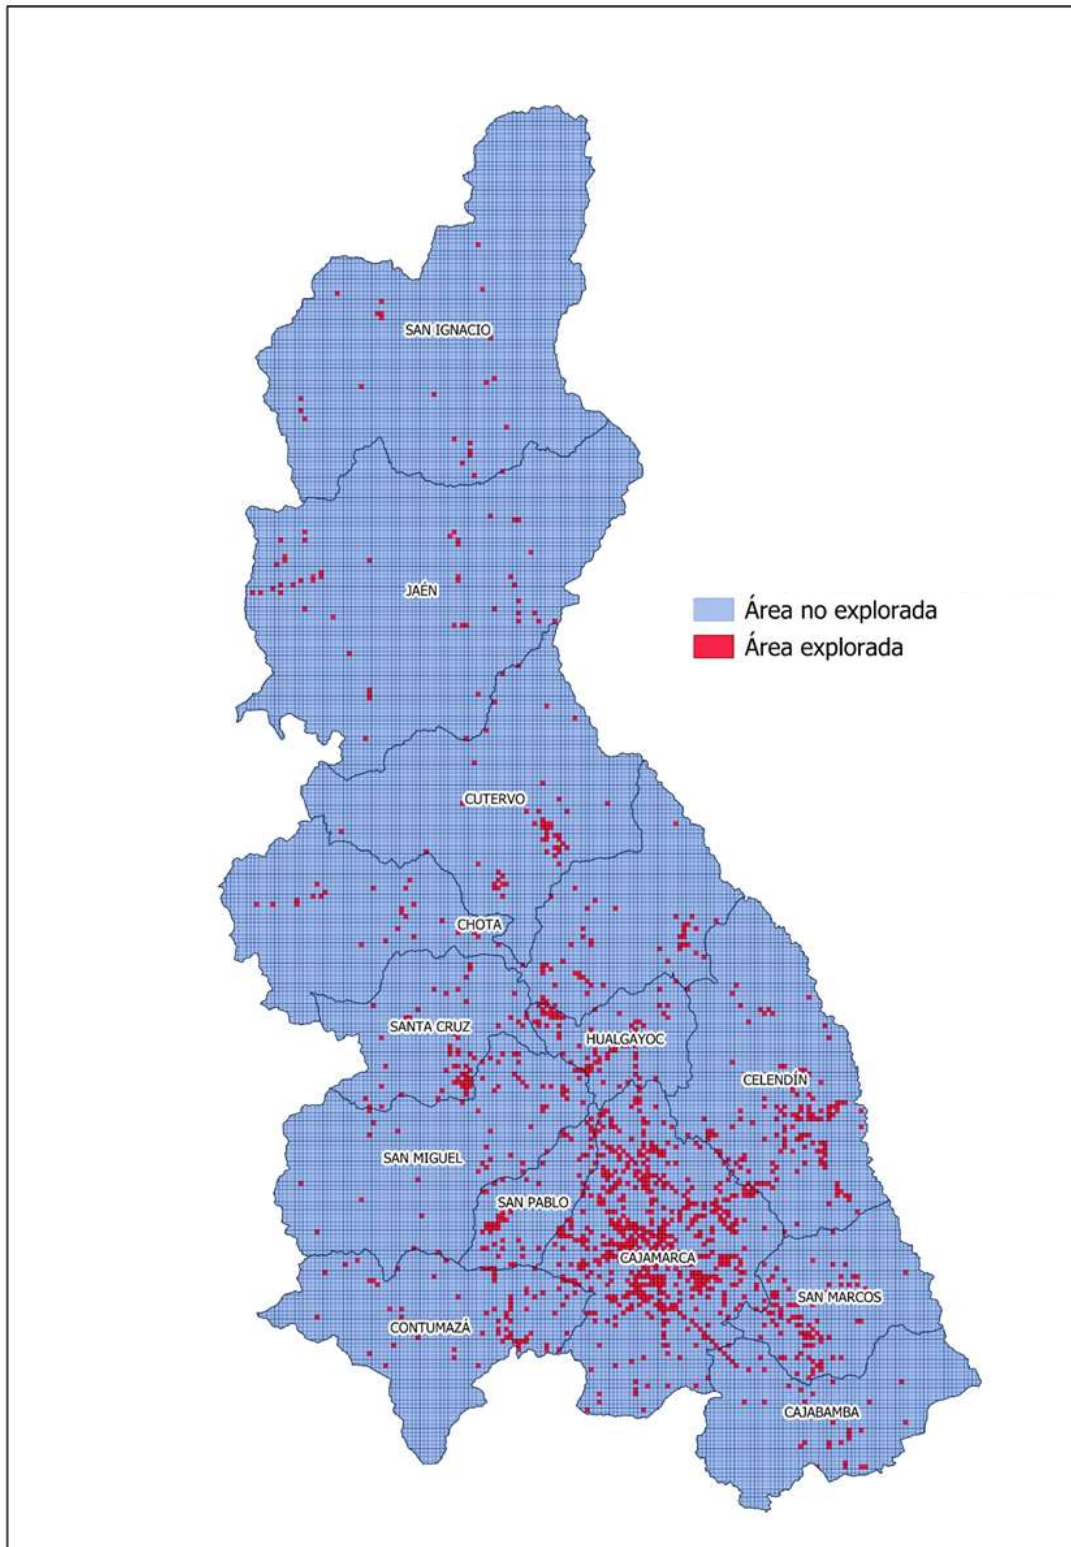 SAN IGNACIO
JAÉN
Área no explorada
Área explorada
CUTERVO
CHOTA
SANTA CRUZ
HUALGAYOC
CELENDÍN
SAN MIGUEL
SAN PABLO
CAJAMARCA
SAN MARCOS
CONTUMAZÁ
CAJABAMBA